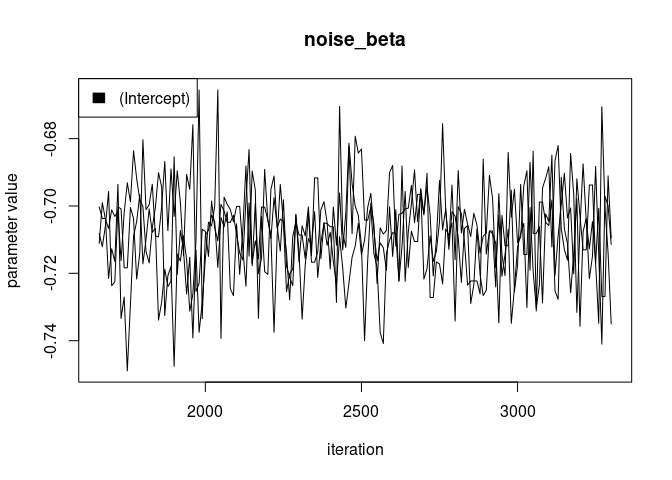 noise_beta
(Intercept)
parameter value
-0.68
-0.70
-0.72
-0.74
2000 2500 3000
iteration